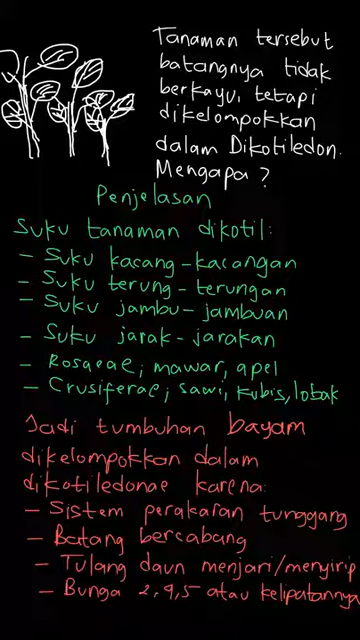 Tanaman tersebut
batangnya tidak
berkayu, tetapi
dikelompokkan
dalam Dikotiledon.
Mengapa ?
Penjelasan
Suku tanaman dikotil:
- Suku kacang-kacangan
- Suku terung-terungan
- Suku jambu-jambuan
- Suku jarak-jarakan
- Rosaeae; mawar, apel
- Crusiferae; sawi, kubis, lobak
Jadi tumbuhan bayam
dikelompokkan dalam
dikotiledonae karena:
- Sistem perakaran tunggang
- Batang bercabang
- Tulang daun menjari/menyirip
- Bunga 2,4,5 atau kelipatannya